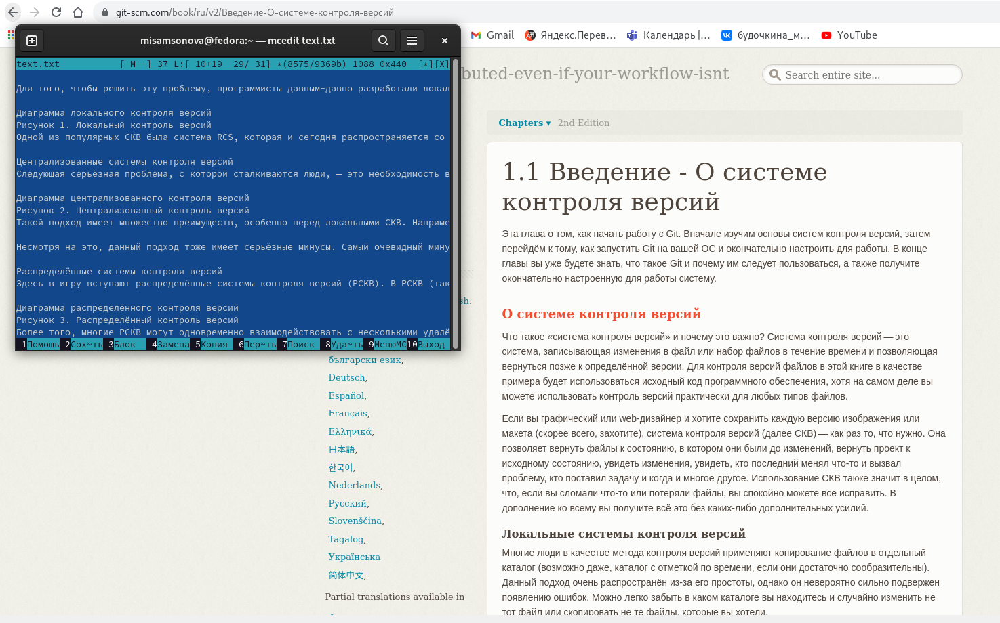 git-scm.com/book/ru/v2/Введение-О-системе-контроля-версий
Gmail
Яндекс.Перев...
Календарь |...
будочкина_м...
YouTube
misamsonova@fedora:~ — mcedit text.txt
text.txt [-M--] 37 L:[ 10+19 29/ 31] *(8575/9369b) 1088 0x440 [*][X]
Для того, чтобы решить эту проблему, программисты давным-давно разработали локал
Диаграмма локального контроля версий
Рисунок 1. Локальный контроль версий
Одной из популярных СКВ была система RCS, которая и сегодня распространяется со
Централизованные системы контроля версий
Следующая серьёзная проблема, с которой сталкиваются люди, — это необходимость в
Диаграмма централизованного контроля версий
Рисунок 2. Централизованный контроль версий
Такой подход имеет множество преимуществ, особенно перед локальными СКВ. Наприме
Несмотря на это, данный подход тоже имеет серьёзные минусы. Самый очевидный мину
Распределённые системы контроля версий
Здесь в игру вступают распределённые системы контроля версий (РСКВ). В РСКВ (так
Диаграмма распределённого контроля версий
Рисунок 3. Распределённый контроль версий
Более того, многие РСКВ могут одновременно взаимодействовать с несколькими удалё
1Помощь 2Сох~ть 3Блок 4Замена 5Копия 6Пер~ть 7Поиск 8Уда~ть 9МенюMC10Выход
buted-even-if-your-workflow-isnt
Search entire site...
sh.
български език,
Deutsch,
Español,
Français,
Ελληνικά,
日本語,
한국어,
Nederlands,
Русский,
Slovenščina,
Tagalog,
Українська
简体中文,
Partial translations available in
Chapters ▾ 2nd Edition
1.1 Введение - О системе
контроля версий
Эта глава о том, как начать работу с Git. Вначале изучим основы систем контроля версий, затем
перейдём к тому, как запустить Git на вашей ОС и окончательно настроить для работы. В конце
главы вы уже будете знать, что такое Git и почему им следует пользоваться, а также получите
окончательно настроенную для работы систему.
О системе контроля версий
Что такое «система контроля версий» и почему это важно? Система контроля версий — это
система, записывающая изменения в файл или набор файлов в течение времени и позволяющая
вернуться позже к определённой версии. Для контроля версий файлов в этой книге в качестве
примера будет использоваться исходный код программного обеспечения, хотя на самом деле вы
можете использовать контроль версий практически для любых типов файлов.
Если вы графический или web-дизайнер и хотите сохранить каждую версию изображения или
макета (скорее всего, захотите), система контроля версий (далее СКВ) — как раз то, что нужно. Она
позволяет вернуть файлы к состоянию, в котором они были до изменений, вернуть проект к
исходному состоянию, увидеть изменения, увидеть, кто последний менял что-то и вызвал
проблему, кто поставил задачу и когда и многое другое. Использование СКВ также значит в целом,
что, если вы сломали что-то или потеряли файлы, вы спокойно можете всё исправить. В
дополнение ко всему вы получите всё это без каких-либо дополнительных усилий.
Локальные системы контроля версий
Многие люди в качестве метода контроля версий применяют копирование файлов в отдельный
каталог (возможно даже, каталог с отметкой по времени, если они достаточно сообразительны).
Данный подход очень распространён из-за его простоты, однако он невероятно сильно подвержен
появлению ошибок. Можно легко забыть в каком каталоге вы находитесь и случайно изменить не
тот файл или скопировать не те файлы, которые вы хотели.